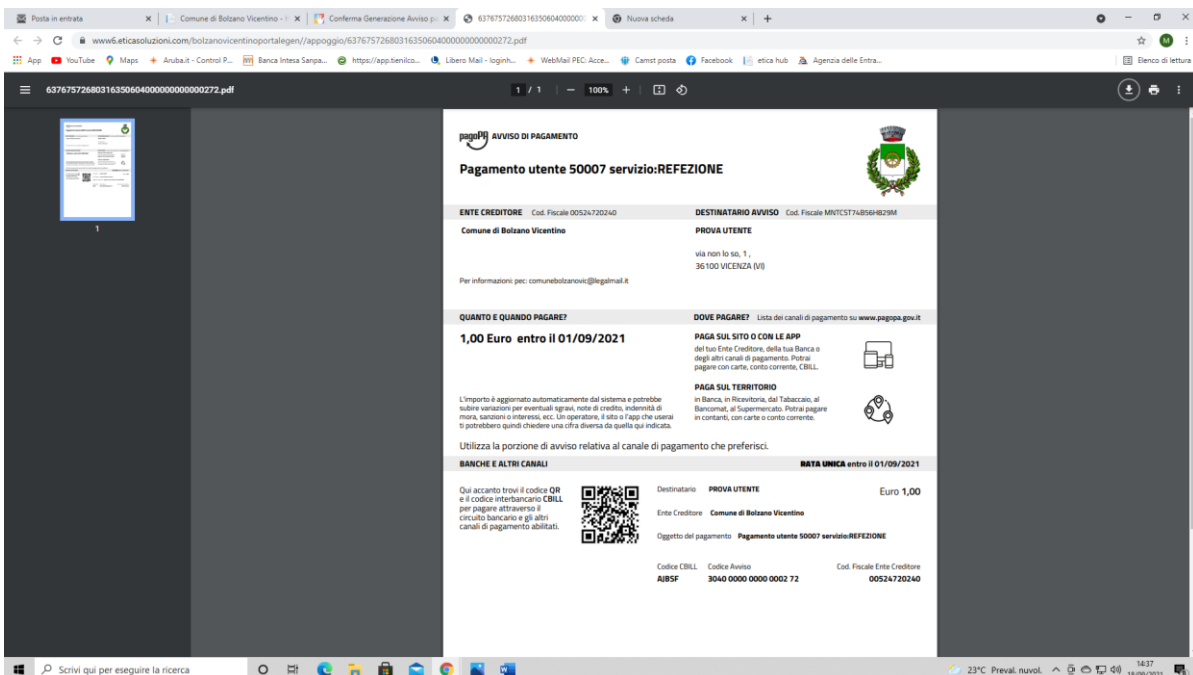 Posta in entrata
Comune di Bolzano Vicentino - H
Conferma Generazione Avviso pa
63767572680316350604000000
Nuova scheda
www6.eticasoluzioni.com/bolzanovicentinoportalegen//appoggio/637675726803163506040000000000000272.pdf
App
YouTube
Maps
Aruba.it - Control P...
Banca Intesa Sanpa...
https://app.tienilco...
Libero Mail - loginh...
WebMail PEC: Acce...
Camst posta
Facebook
etica hub
Agenzia delle Entra...
Elenco di lettura
637675726803163506040000000000000272.pdf
1 / 1
100%
1
pagoPA AVVISO DI PAGAMENTO
Pagamento utente 50007 servizio:REFEZIONE
ENTE CREDITORE Cod. Fiscale 00524720240
DESTINATARIO AVVISO Cod. Fiscale MNTCST74B56H829M
Comune di Bolzano Vicentino
PROVA UTENTE
via non lo so, 1 ,
36100 VICENZA (VI)
Per informazioni: pec: comunebolzanovic@legalmail.it
QUANTO E QUANDO PAGARE?
DOVE PAGARE? Lista dei canali di pagamento su www.pagopa.gov.it
1,00 Euro entro il 01/09/2021
PAGA SUL SITO O CON LE APP
del tuo Ente Creditore, della tua Banca o
degli altri canali di pagamento. Potrai
pagare con carte, conto corrente, CBILL.
PAGA SUL TERRITORIO
in Banca, in Ricevitoria, dal Tabaccaio, al
Bancomat, al Supermercato. Potrai pagare
in contanti, con carte o conto corrente.
L'importo è aggiornato automaticamente dal sistema e potrebbe
subire variazioni per eventuali sgravi, note di credito, indennità di
mora, sanzioni o interessi, ecc. Un operatore, il sito o l'app che userai
ti potrebbero quindi chiedere una cifra diversa da quella qui indicata.
Utilizza la porzione di avviso relativa al canale di pagamento che preferisci.
BANCHE E ALTRI CANALI
RATA UNICA entro il 01/09/2021
Qui accanto trovi il codice QR
e il codice interbancario CBILL
per pagare attraverso il
circuito bancario e gli altri
canali di pagamento abilitati.
Destinatario PROVA UTENTE
Euro 1,00
Ente Creditore Comune di Bolzano Vicentino
Oggetto del pagamento Pagamento utente 50007 servizio:REFEZIONE
Codice CBILL Codice Avviso Cod. Fiscale Ente Creditore
AJBSF 3040 0000 0000 0002 72 00524720240
Scrivi qui per eseguire la ricerca
23°C Preval. nuvol.
14:37
18/09/2021